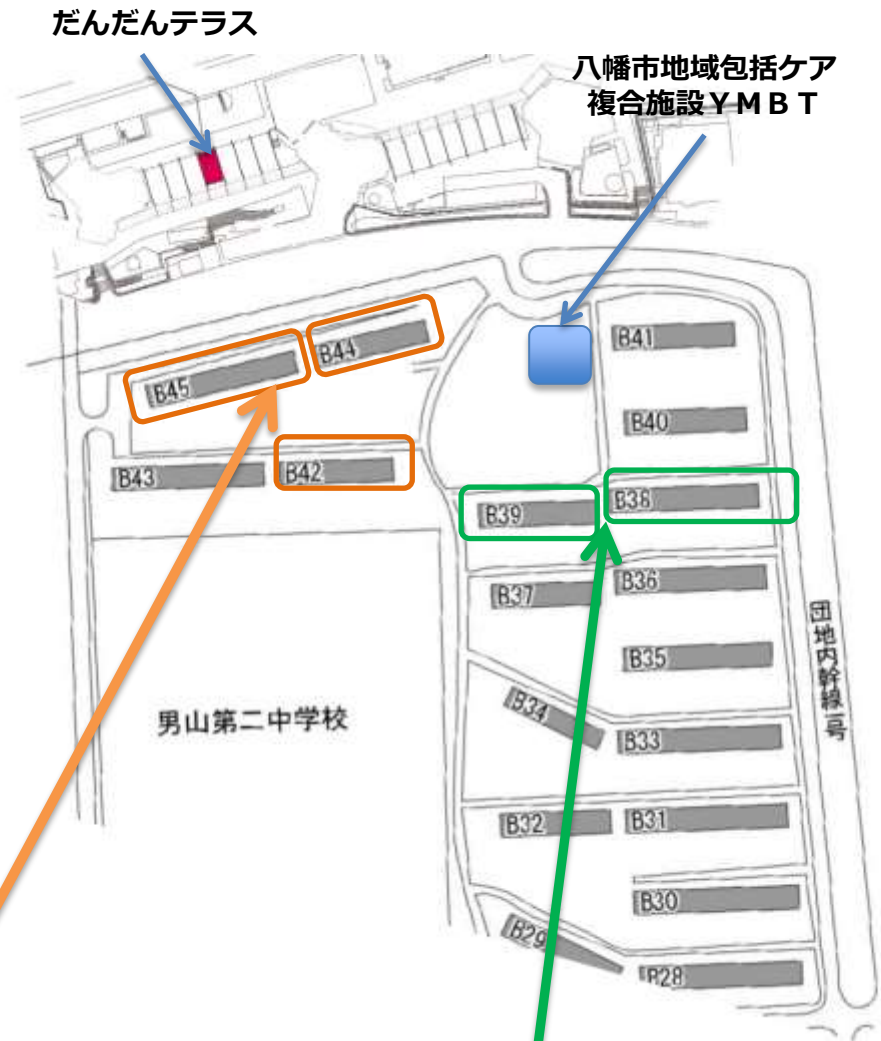 だんだんテラス
八幡市地域包括ケア
複合施設ＹＭＢＴ
B44
B41
B45
B40
B43
B42
B39
B38
B37
B36
B35
B34
B33
B32
B31
B30
B29
B28
男山第二中学校
団地内幹線一号